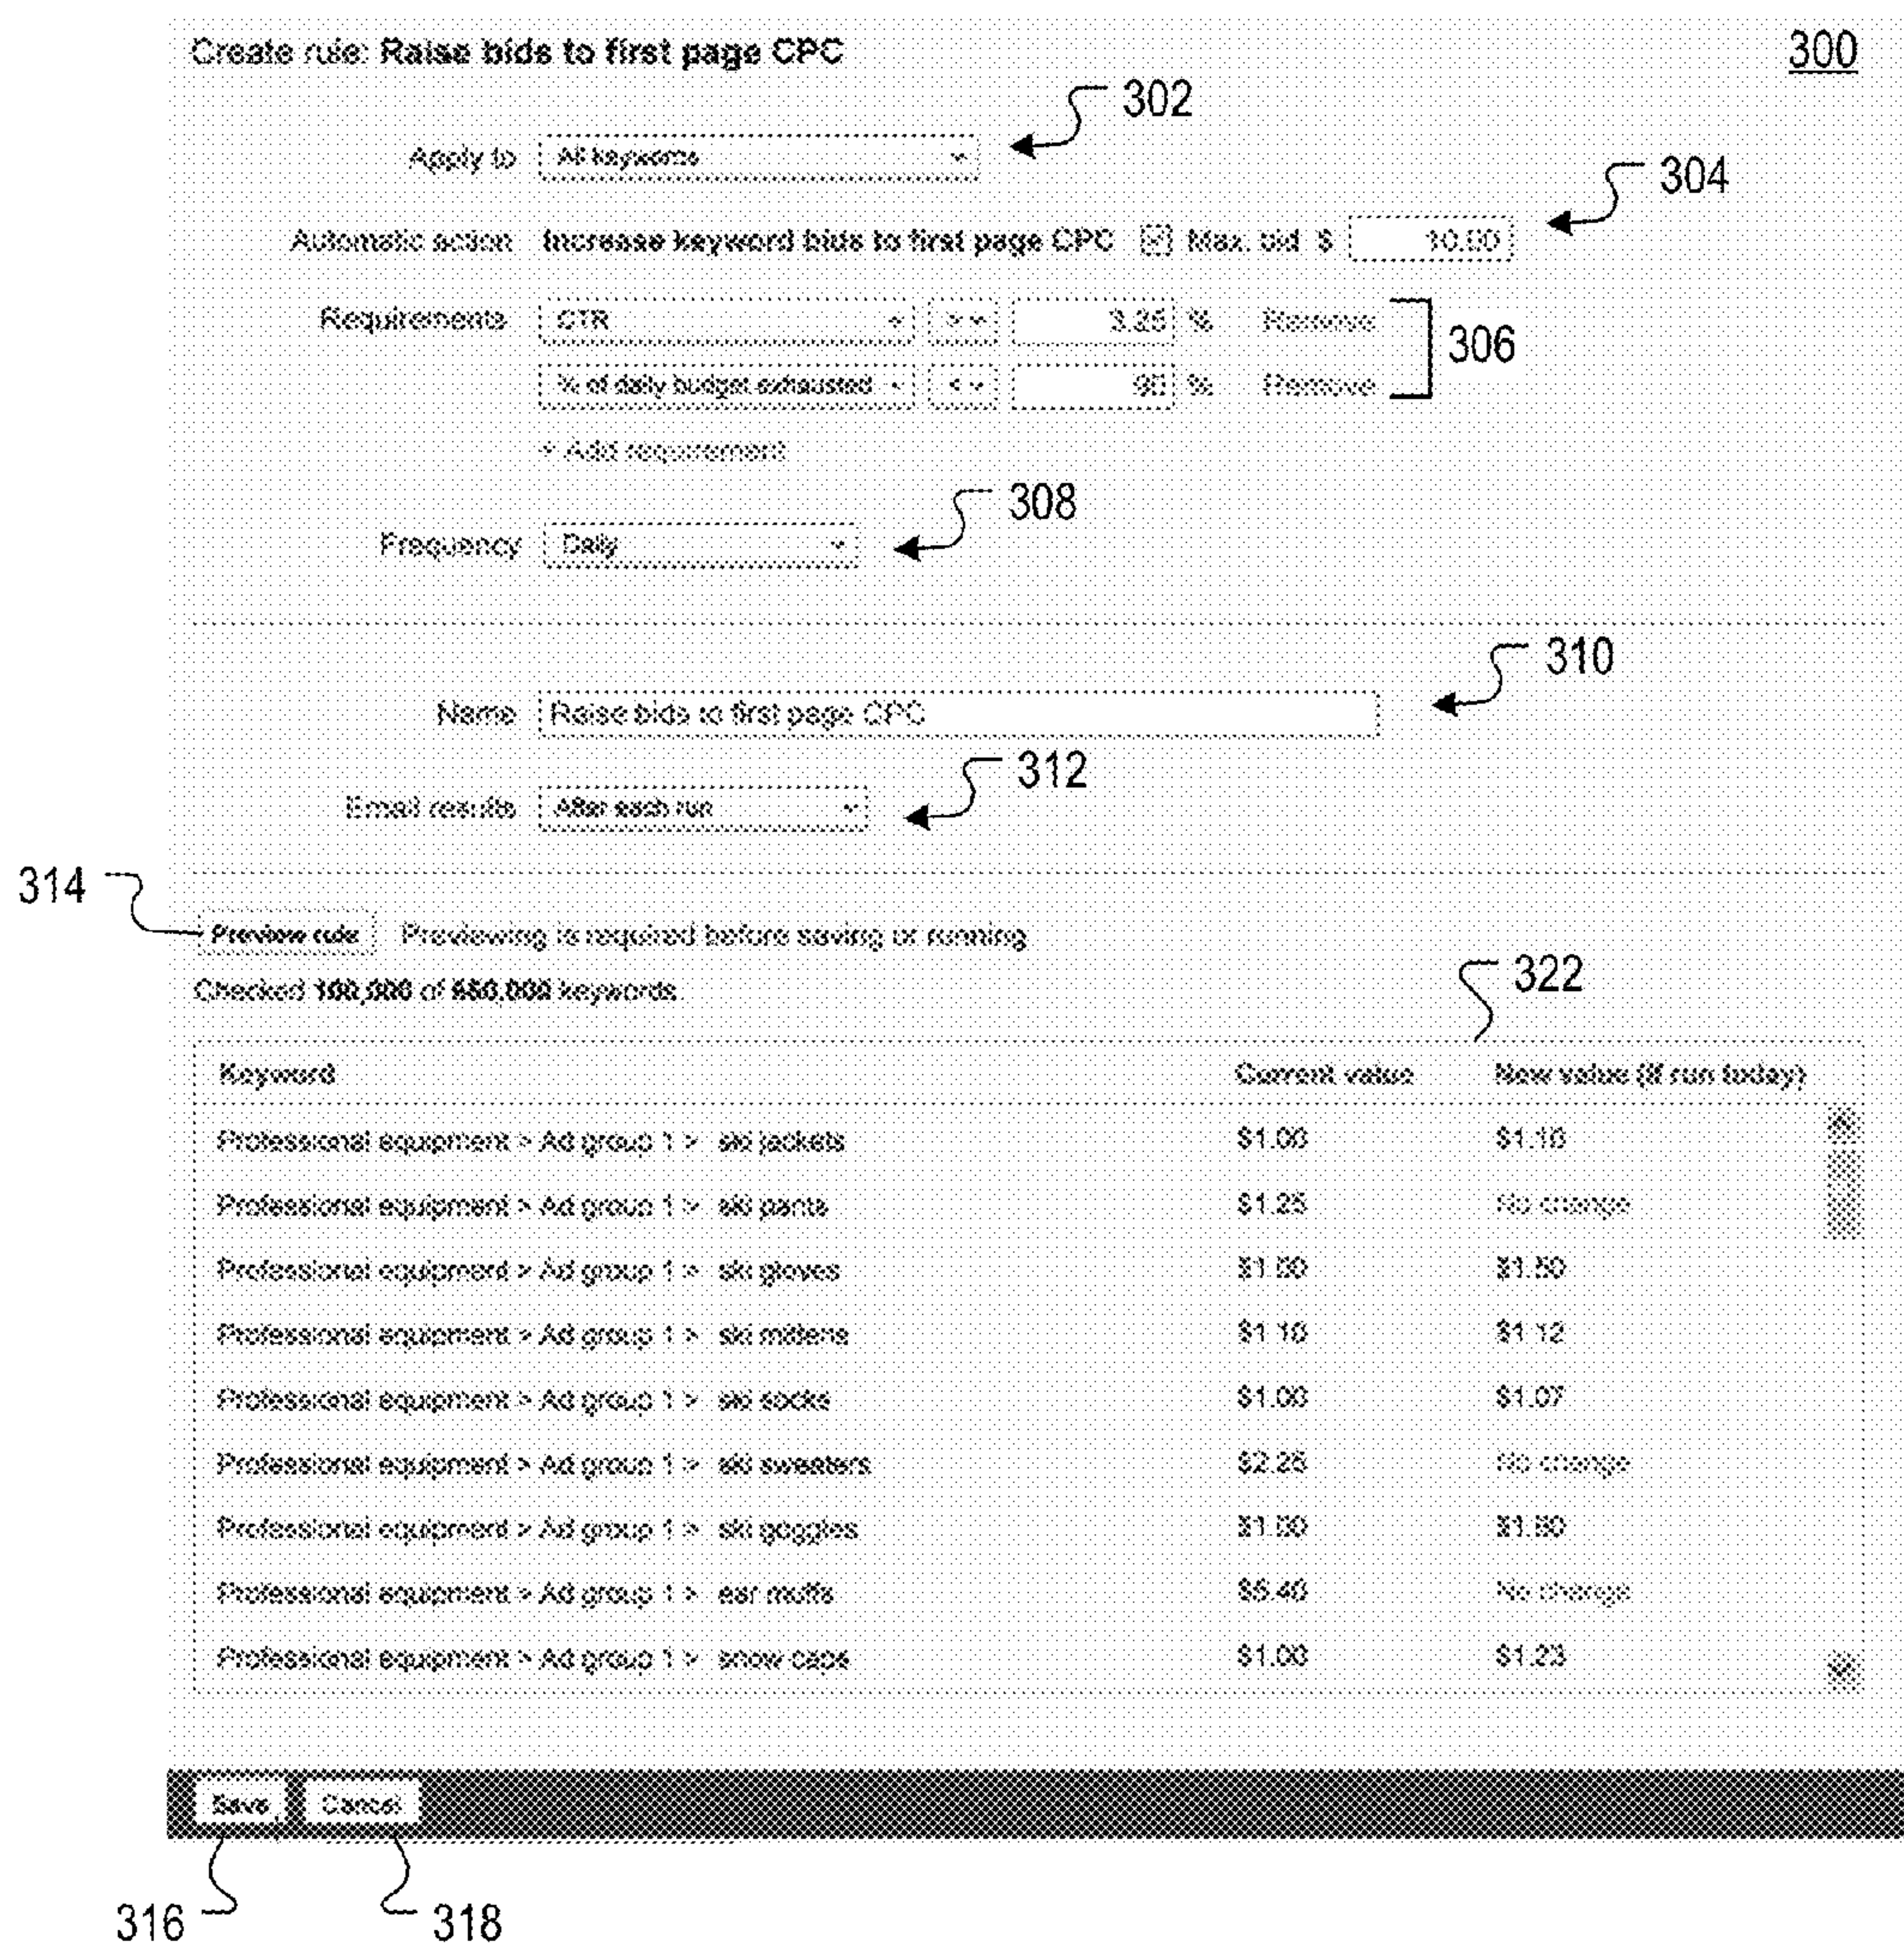 Create rule: Raise bids to first page CPC 300
302
Apply to All keywords
304
Automatic action Increase keyword bids to first page CPC Max. bid $ 10.00
Requirements CTR > 3.25 % Remove
306
% of daily budget exhausted < 90 % Remove
+ Add requirement
308
Frequency Daily
310
Name Raise bids to first page CPC
312
Email results After each run
314
Preview rule Previewing is required before saving or running
Checked 100,000 of keywords
322
Keyword Current value New value (if run today)
Professional equipment > Ad group 1 > ski jackets $1.00 $1.10
Professional equipment > Ad group 1 > ski pants $1.25 No change
Professional equipment > Ad group 1 > ski gloves $1.00 $1.50
Professional equipment > Ad group 1 > ski mittens $1.10 $1.12
Professional equipment > Ad group 1 > ski socks $1.00 $1.07
Professional equipment > Ad group 1 > ski sweaters $2.25 No change
Professional equipment > Ad group 1 > ski goggles $1.00
Professional equipment > Ad group 1 > ear muffs $5.40 No change
Professional equipment > Ad group 1 > snow caps $1.00 $1.23
Save Cancel
316 318